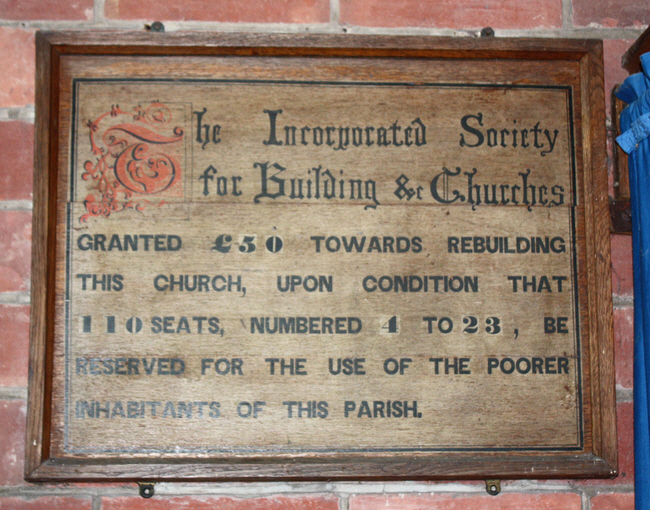 The Incorporated Society
for Building &c Churches
GRANTED £50 TOWARDS REBUILDING
THIS CHURCH, UPON CONDITION THAT
110 SEATS, NUMBERED 4 TO 23, BE
RESERVED FOR THE USE OF THE POORER
INHABITANTS OF THIS PARISH.